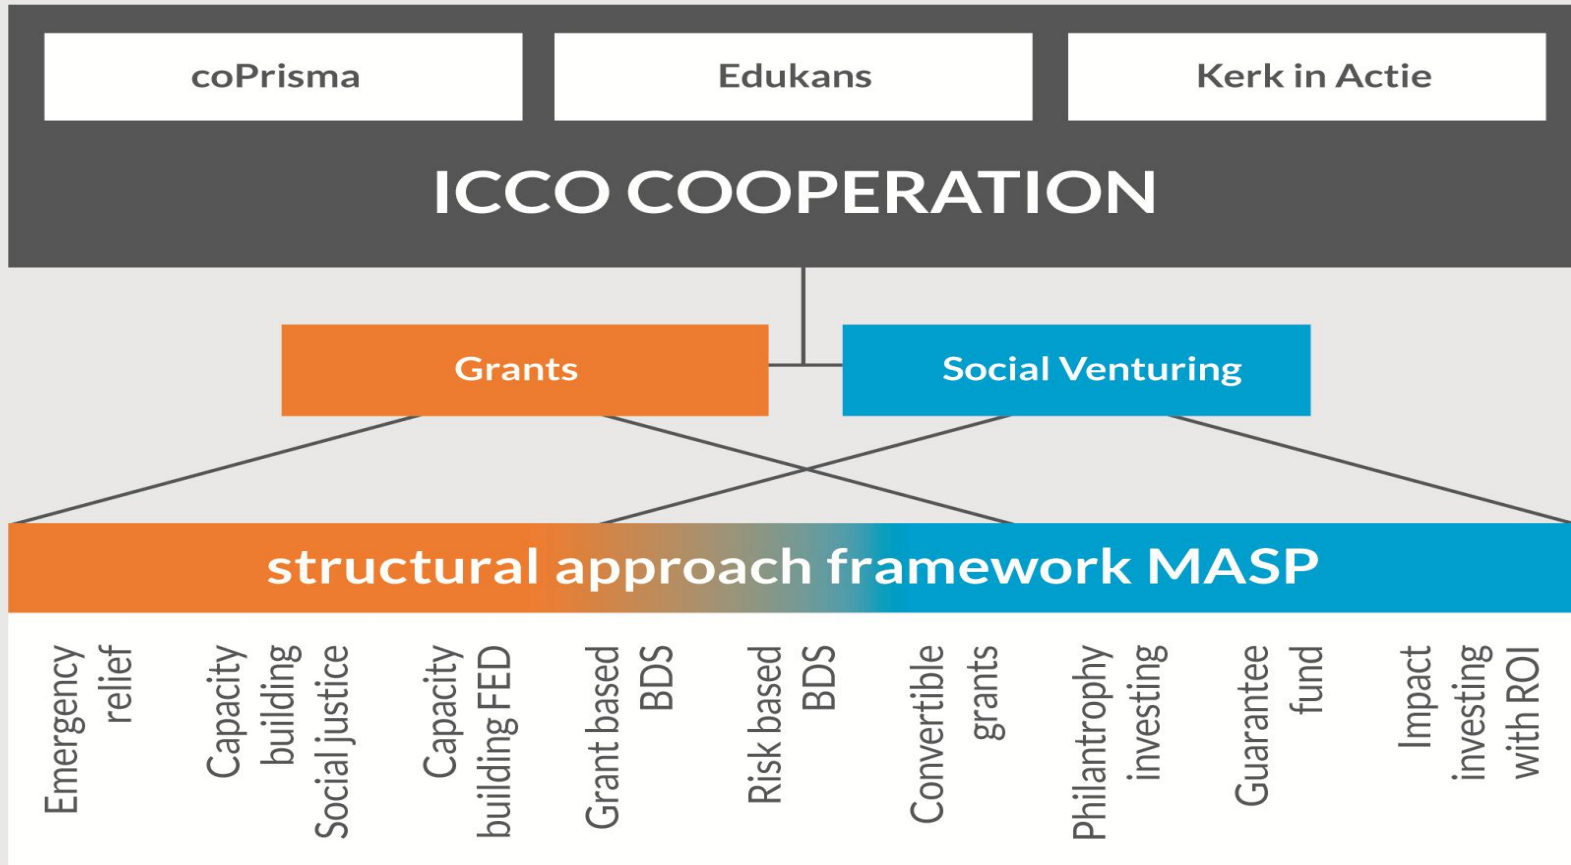 coPrisma
Edukans
Kerk in Actie
ICCO COOPERATION
Grants
Social Venturing
structural approach framework MASP
Emergency
relief
Capacity
building
Social justice
Capacity
building FED
Grant based
BDS
Risk based
BDS
Convertible
grants
Philantrophy
investing
Guarantee
fund
Impact
investing
with ROI